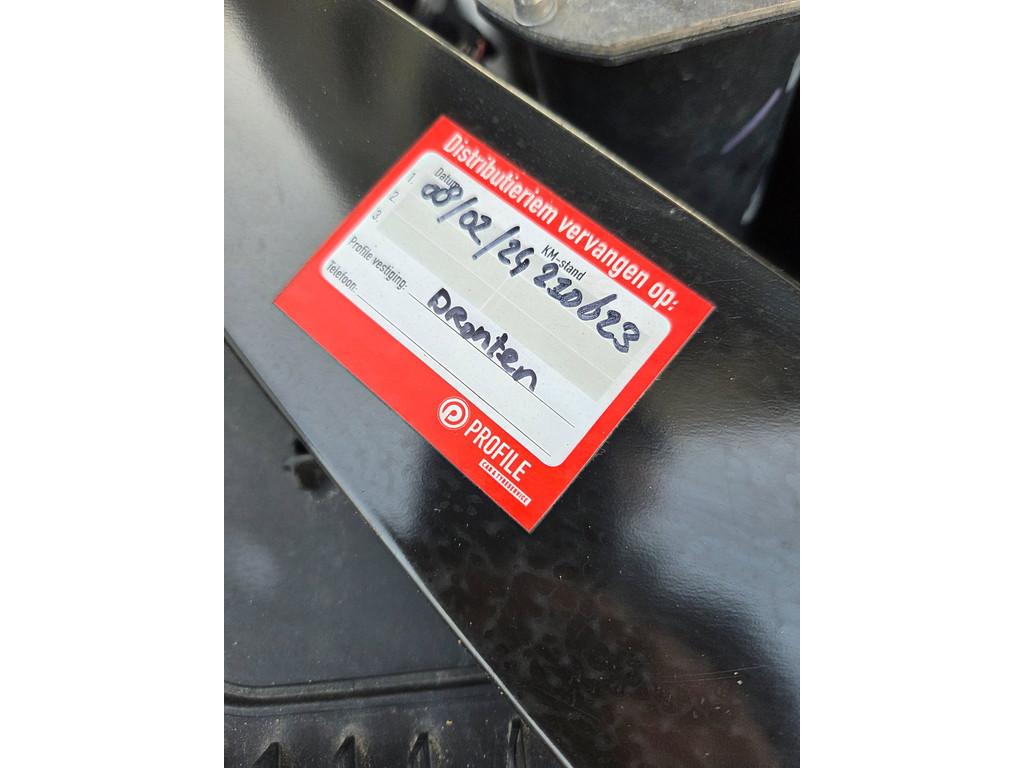 Distributieriem vervangen op:
Datum KM-stand
1. 08/02/24 230623
2.
3.
Profile vestiging: DRonten
Telefoon:
PROFILE
CAR & TYRESERVICE